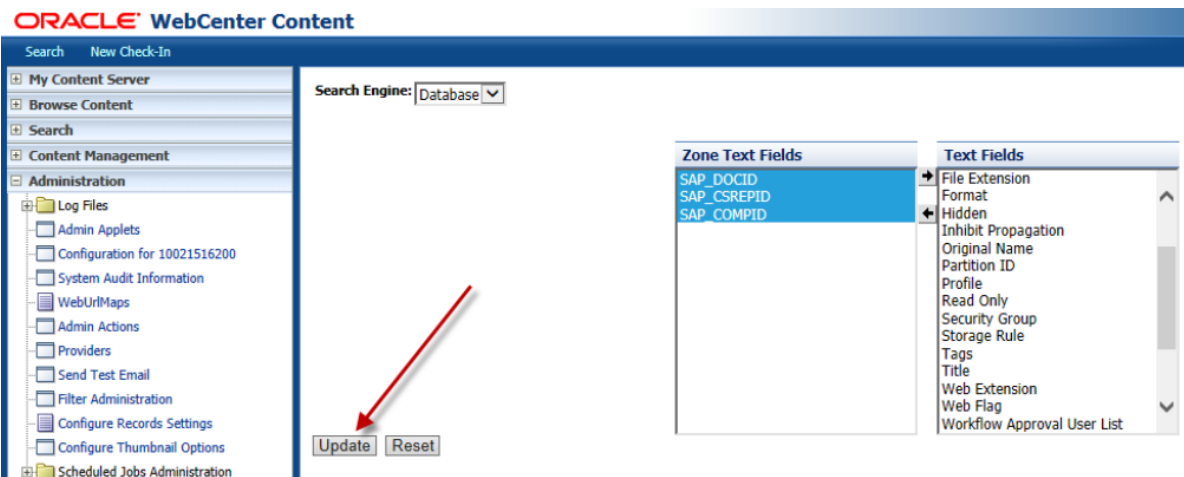 ORACLE WebCenter Content
Search New Check-In
My Content Server
Browse Content
Search
Content Management
Administration
Log Files
Admin Applets
Configuration for 10021516200
System Audit Information
WebUrlMaps
Admin Actions
Providers
Send Test Email
Filter Administration
Configure Records Settings
Configure Thumbnail Options
Scheduled Jobs Administration
Search Engine: Database
Zone Text Fields
SAP_DOCID
SAP_CSREPID
SAP_COMPID
Text Fields
File Extension
Format
Hidden
Inhibit Propagation
Original Name
Partition ID
Profile
Read Only
Security Group
Storage Rule
Tags
Title
Web Extension
Web Flag
Workflow Approval User List
Update Reset